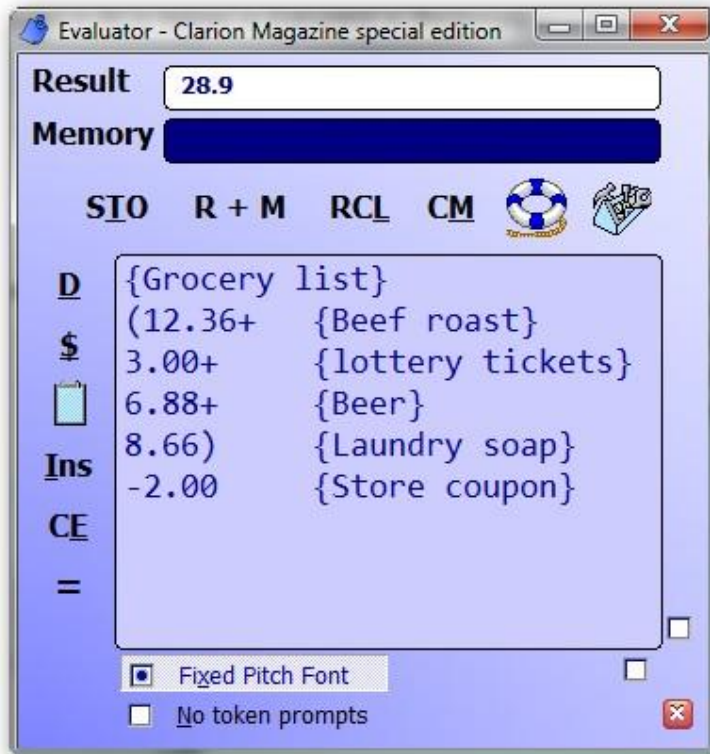 Evaluator - Clarion Magazine special edition
Result 28.9
Memory
STO R + M RCL CM
D
$
Ins
CE
=
{Grocery list}
(12.36+ {Beef roast}
3.00+ {lottery tickets}
6.88+ {Beer}
8.66) {Laundry soap}
-2.00 {Store coupon}
Fixed Pitch Font
No token prompts